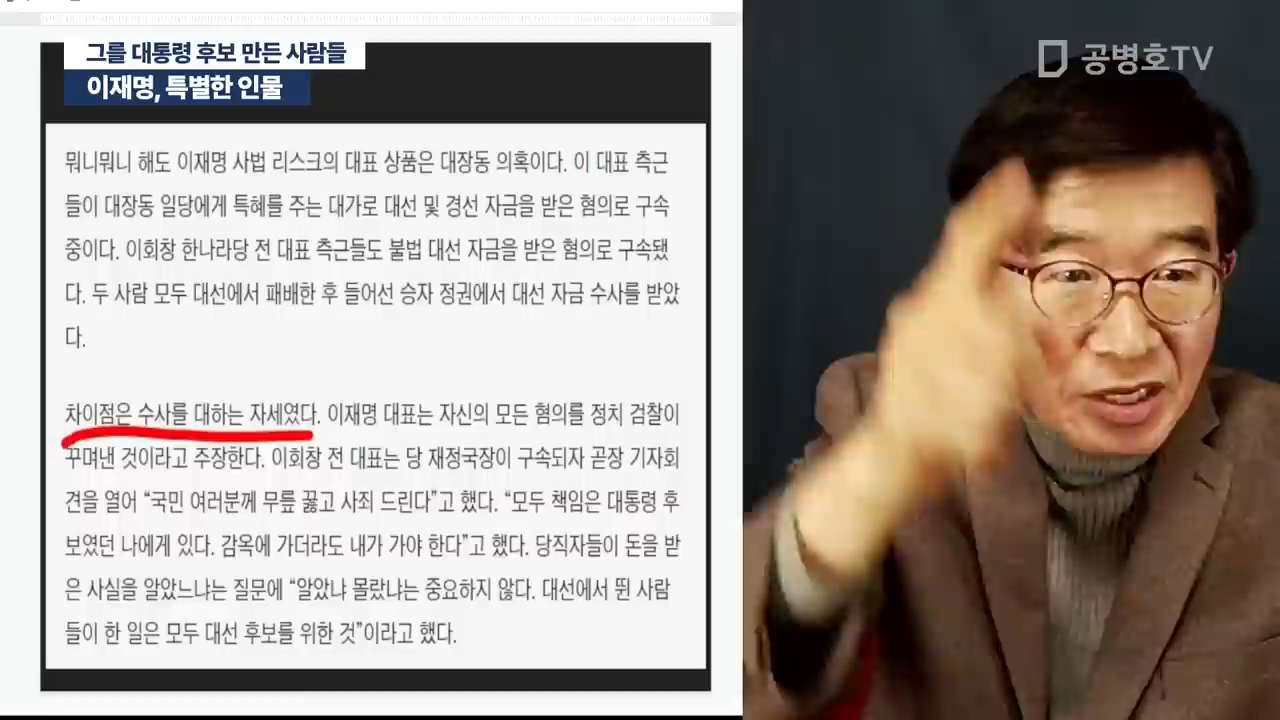 그를 대통령 후보 만든 사람들
이재명, 특별한 인물
공병호TV
뭐니뭐니 해도 이재명 사법 리스크의 대표 상품은 대장동 의혹이다. 이 대표 측근
들이 대장동 일당에게 특혜를 주는 대가로 대선 및 경선 자금을 받은 혐의로 구속
중이다. 이회창 한나라당 전 대표 측근들도 불법 대선 자금을 받은 혐의로 구속됐
다. 두 사람 모두 대선에서 패배한 후 들어선 승자 정권에서 대선 자금 수사를 받았
다.
차이점은 수사를 대하는 자세였다. 이재명 대표는 자신의 모든 혐의를 정치 검찰이
꾸며낸 것이라고 주장한다. 이회창 전 대표는 당 재정국장이 구속되자 곧장 기자회
견을 열어 “국민 여러분께 무릎 꿇고 사죄 드린다”고 했다. “모두 책임은 대통령 후
보였던 나에게 있다. 감옥에 가더라도 내가 가야 한다”고 했다. 당직자들이 돈을 받
은 사실을 알았느냐는 질문에 “알았냐 몰랐냐는 중요하지 않다. 대선에서 뛴 사람
들이 한 일은 모두 대선 후보를 위한 것”이라고 했다.